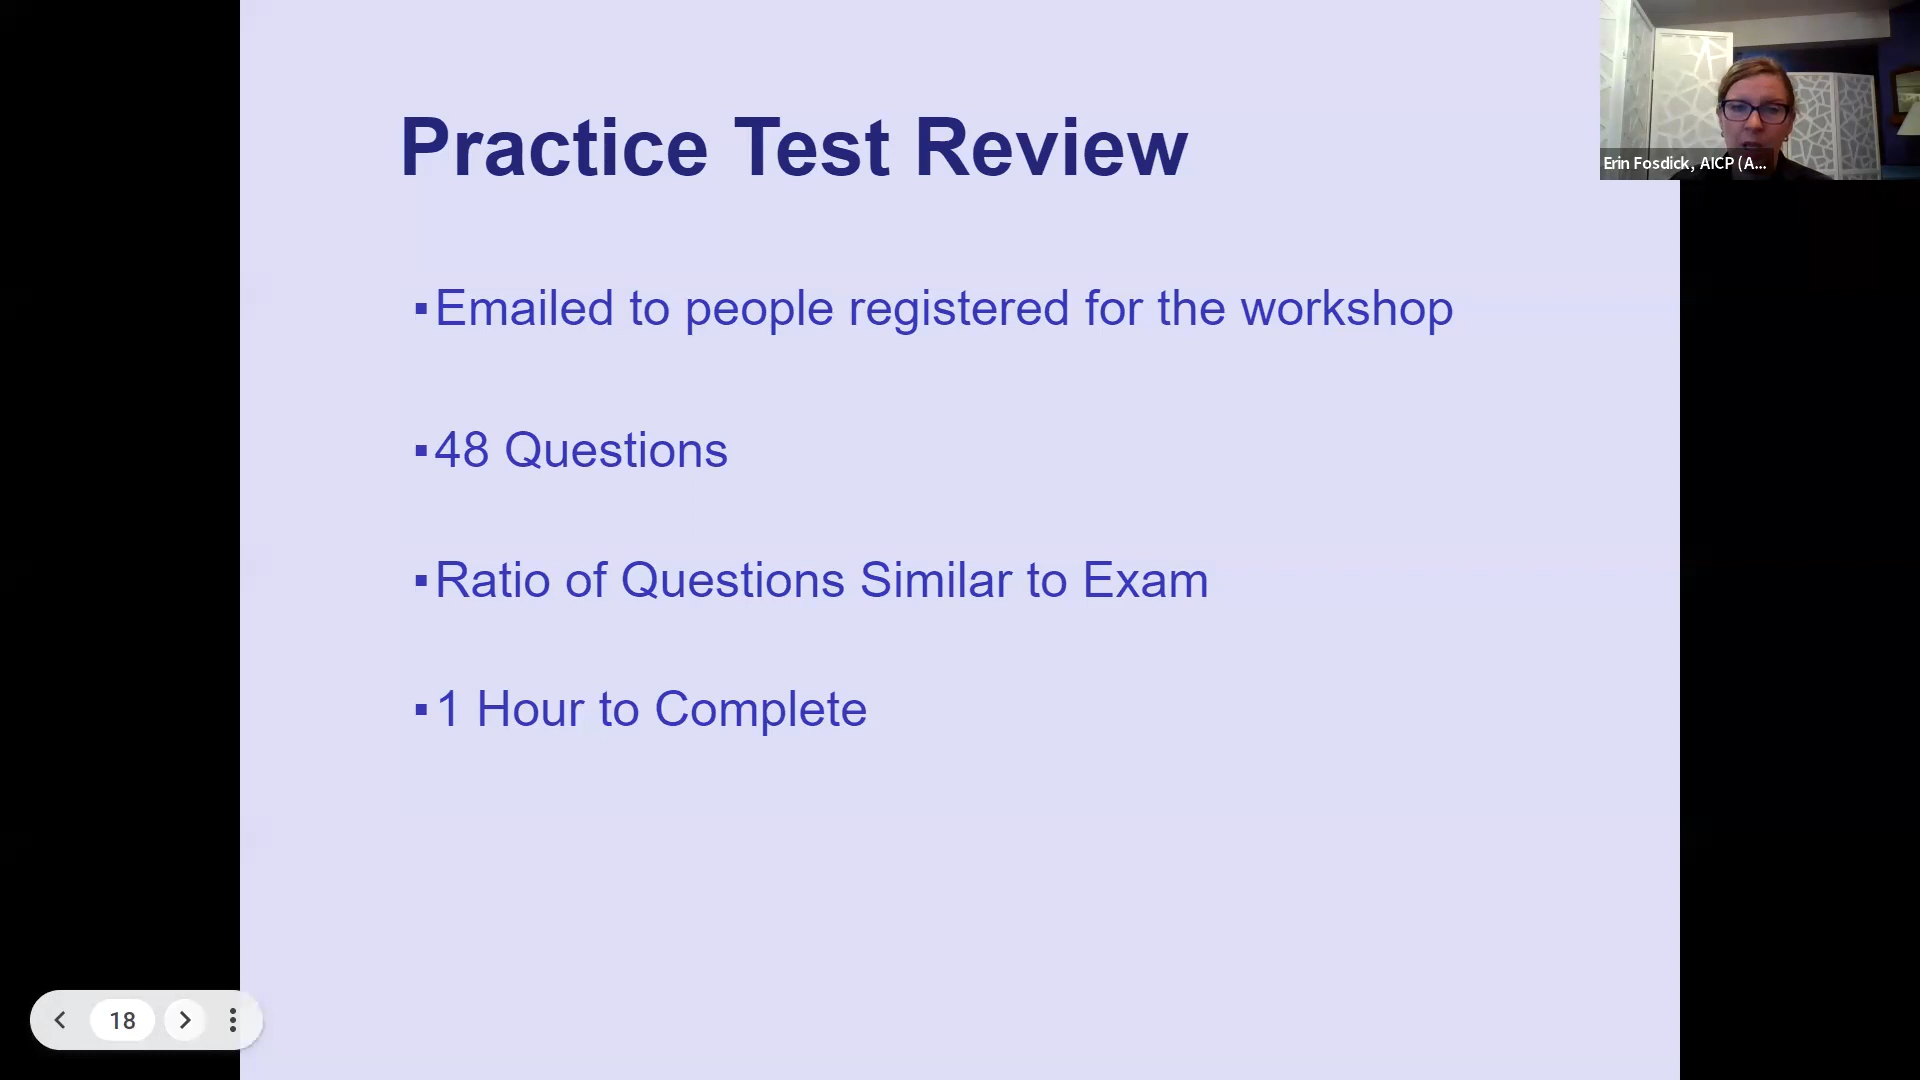 Practice Test Review
Erin Fosdick, AICP (A...
▪Emailed to people registered for the workshop
▪48 Questions
▪Ratio of Questions Similar to Exam
▪1 Hour to Complete
18